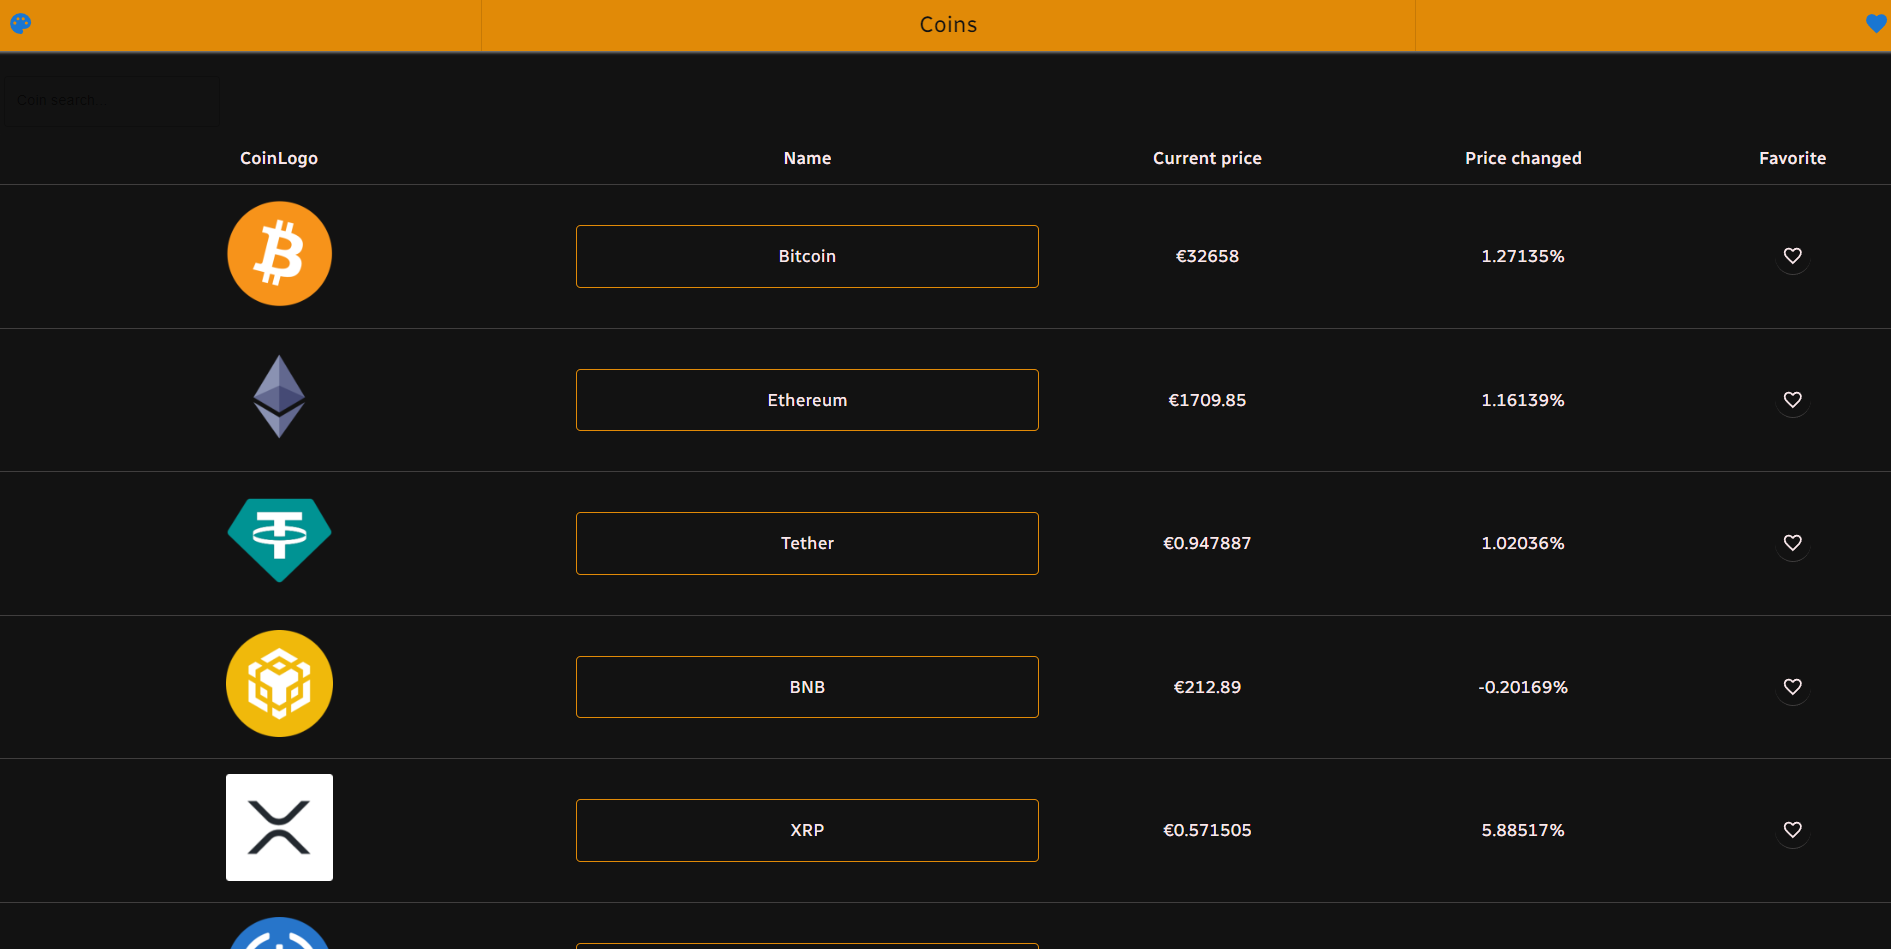 Coins
Coin search...
CoinLogo Name Current price Price changed Favorite
Bitcoin €32658 1.27135%
Ethereum €1709.85 1.16139%
Tether €0.947887 1.02036%
BNB €212.89 -0.20169%
XRP €0.571505 5.88517%